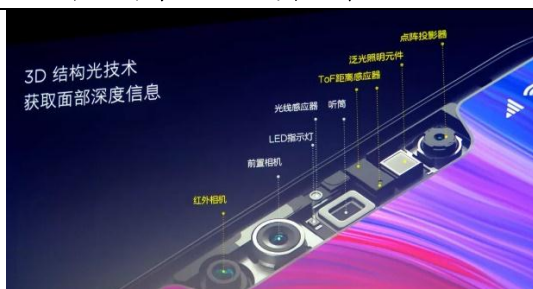 3D 结构光技术
获取面部深度信息
点阵投影器
泛光照明元件
ToF距离感应器
光线感应器
听筒
LED指示灯
前置相机
红外相机